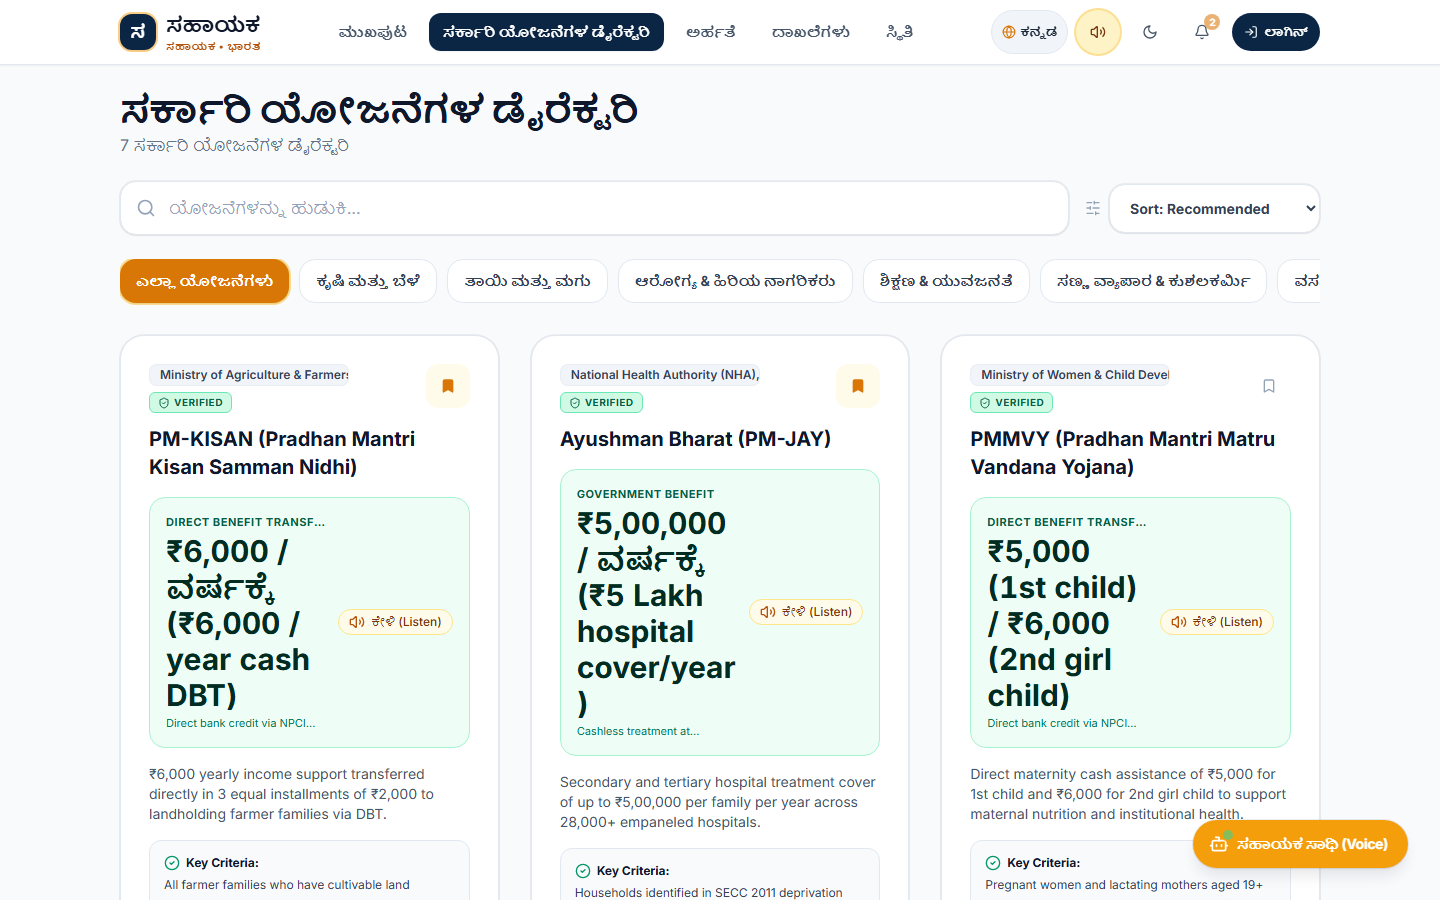 ಸ ಸಹಾಯಕ
ಸಹಾಯಕ • ಭಾರತ
ಮುಖಪುಟ ಸರ್ಕಾರಿ ಯೋಜನೆಗಳ ಡೈರೆಕ್ಟರಿ ಅರ್ಹತೆ ದಾಖಲೆಗಳು ಸ್ಥಿತಿ ಕನ್ನಡ 2 ಲಾಗಿನ್
ಸರ್ಕಾರಿ ಯೋಜನೆಗಳ ಡೈರೆಕ್ಟರಿ
7 ಸರ್ಕಾರಿ ಯೋಜನೆಗಳ ಡೈರೆಕ್ಟರಿ
ಯೋಜನೆಗಳನ್ನು ಹುಡುಕಿ... Sort: Recommended
ಎಲ್ಲಾ ಯೋಜನೆಗಳು ಕೃಷಿ ಮತ್ತು ಬೆಳೆ ತಾಯಿ ಮತ್ತು ಮಗು ಆರೋಗ್ಯ & ಹಿರಿಯ ನಾಗರಿಕರು ಶಿಕ್ಷಣ & ಯುವಜನತೆ ಸಣ್ಣ ವ್ಯಾಪಾರ & ಕುಶಲಕರ್ಮಿ ವಸ
Ministry of Agriculture & Farmers
VERIFIED
PM-KISAN (Pradhan Mantri
Kisan Samman Nidhi)
DIRECT BENEFIT TRANSF...
₹6,000 /
ವರ್ಷಕ್ಕೆ
(₹6,000 /
year cash
DBT)
ಕೇಳಿ (Listen)
Direct bank credit via NPCI...
₹6,000 yearly income support transferred
directly in 3 equal installments of ₹2,000 to
landholding farmer families via DBT.
Key Criteria:
All farmer families who have cultivable land
National Health Authority (NHA),
VERIFIED
Ayushman Bharat (PM-JAY)
GOVERNMENT BENEFIT
₹5,00,000
/ ವರ್ಷಕ್ಕೆ
(₹5 Lakh
hospital
cover/year
)
ಕೇಳಿ (Listen)
Cashless treatment at...
Secondary and tertiary hospital treatment cover
of up to ₹5,00,000 per family per year across
28,000+ empaneled hospitals.
Key Criteria:
Households identified in SECC 2011 deprivation
Ministry of Women & Child Devel
VERIFIED
PMMVY (Pradhan Mantri Matru
Vandana Yojana)
DIRECT BENEFIT TRANSF...
₹5,000
(1st child)
/ ₹6,000
(2nd girl
child)
ಕೇಳಿ (Listen)
Direct bank credit via NPCI...
Direct maternity cash assistance of ₹5,000 for
1st child and ₹6,000 for 2nd girl child to support
maternal nutrition and institutional health.
Key Criteria:
Pregnant women and lactating mothers aged 19+
ಸಹಾಯಕ ಸಾಥಿ (Voice)